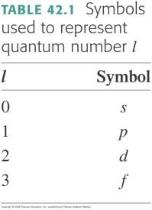 TABLE 42.1 Symbols
used to represent
quantum number l
l Symbol
0 s
1 p
2 d
3 f